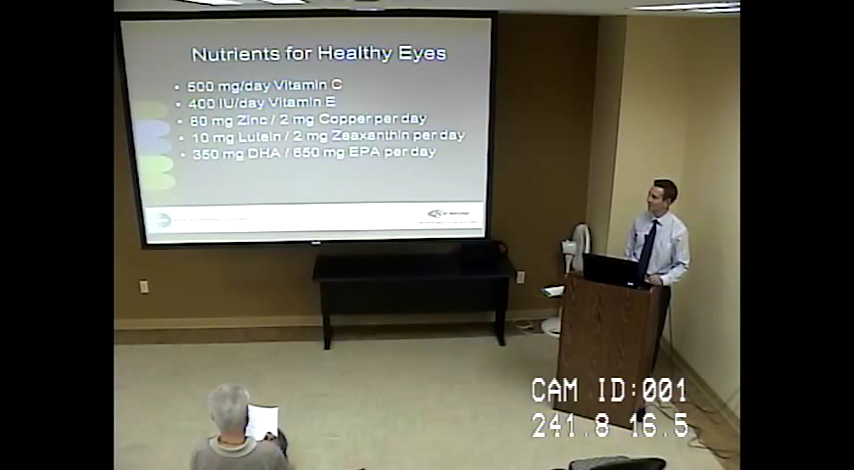 Nutrients for Healthy Eyes
• 500 mg/day Vitamin C
• 400 IU/day Vitamin E
• 80 mg Zinc / 2 mg Copper per day
• 10 mg Lutein / 2 mg Zeaxanthin per day
• 350 mg DHA / 650 mg EPA per day
CAM ID:001
241.8 16.5